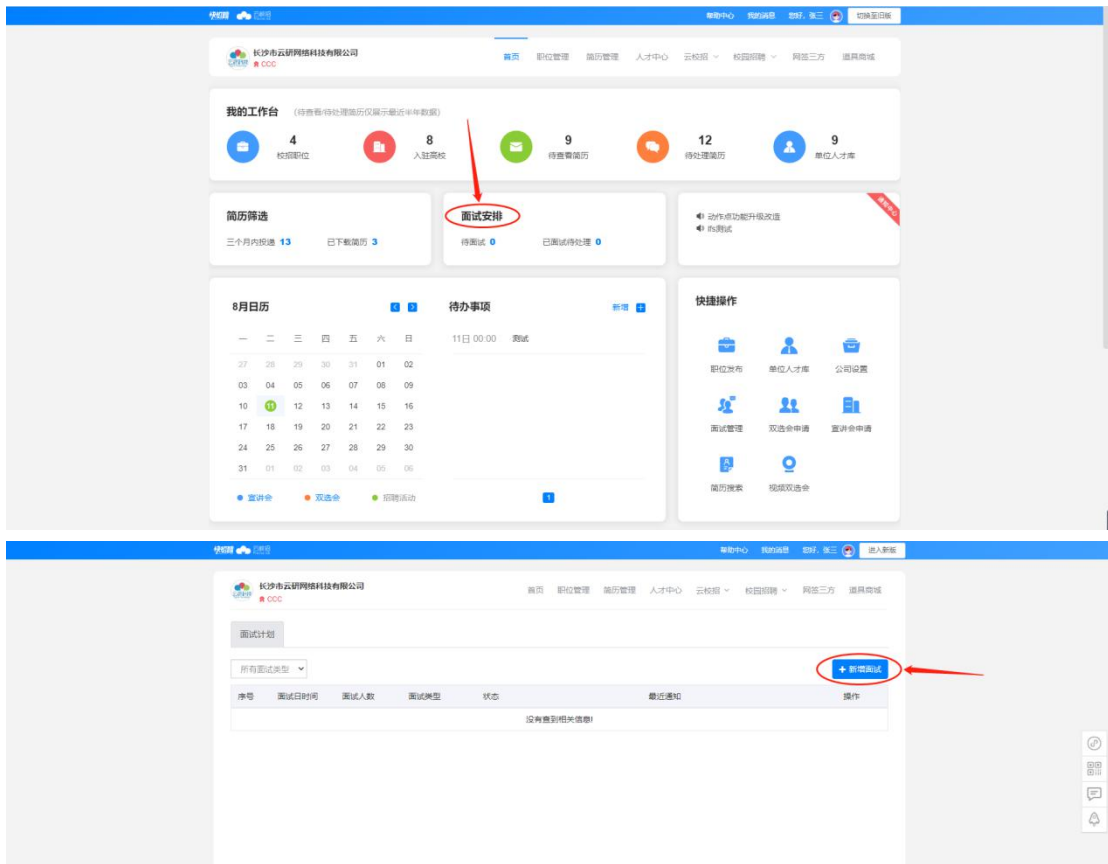 云校招 帮助中心 我的消息 您好，张三 切换至旧版
长沙市云研网络科技有限公司
CCC
首页 职位管理 简历管理 人才中心 云校招 校园招聘 网签三方 道具商城
我的工作台 (待查看/待处理简历仅展示最近半年数据)
4 8 9 12 9
校招职位 入驻高校 待查看简历 待处理简历 单位人才库
简历筛选 面试安排
动作点功能升级改造
三个月内投递 13 已下载简历 3 待面试 0 已面试待处理 0
通知中心
8月日历 待办事项 新增 快捷操作
一 二 三 四 五 六 日 11日 00:00 测试
27 28 29 30 31 01 02
职位发布 单位人才库 公司设置
03 04 05 06 07 08 09
10 11 12 13 14 15 16
17 18 19 20 21 22 23
面试管理 双选会申请 宣讲会申请
24 25 26 27 28 29 30
31 01 02 03 04 05 06
简历搜索 视频双选会
宣讲会 双选会 招聘活动 1
帮助中心 我的消息 您好，张三 进入新版
长沙市云研网络科技有限公司
CCC
首页 职位管理 简历管理 人才中心 云校招 校园招聘 网签三方 道具商城
面试计划
所有面试类型 新增面试
序号 面试日时间 面试人数 面试类型 状态 最近通知 操作
没有查到相关信息!